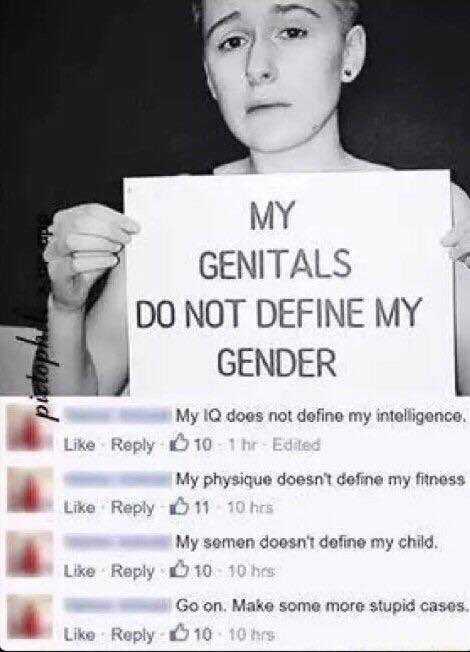 MY
GENITALS
DO NOT DEFINE MY
GENDER
My IQ does not define my intelligence.
Like · Reply · 10 · 1 hr · Edited
My physique doesn't define my fitness
Like · Reply · 11 · 10 hrs
My semen doesn't define my child.
Like · Reply · 10 · 10 hrs
Go on. Make some more stupid cases.
Like · Reply · 10 · 10 hrs